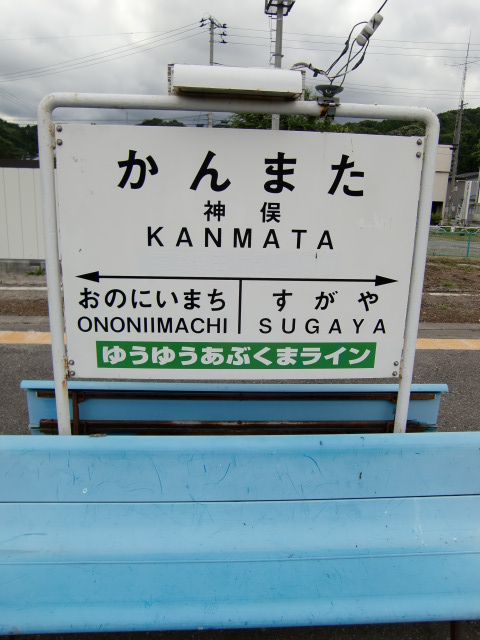 かんまた
神俣
KANMATA
おのにいまち すがや
ONONIIMACHI SUGAYA
ゆうゆうあぶくまライン